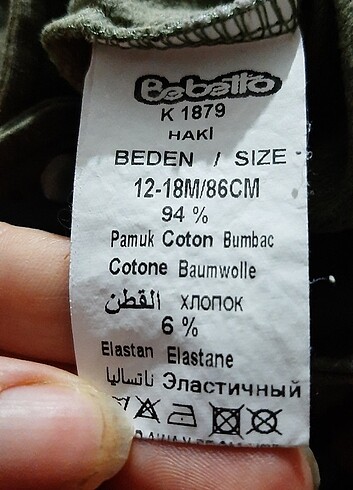 Bebetto
K 1879
HAKİ
BEDEN / SIZE
12-18M/86CM
94 %
Pamuk Coton Bumbac
Cotone Baumwolle
القطن ХЛОПОК
6 %
Elastan Elastane
ناتساليا Эластичный